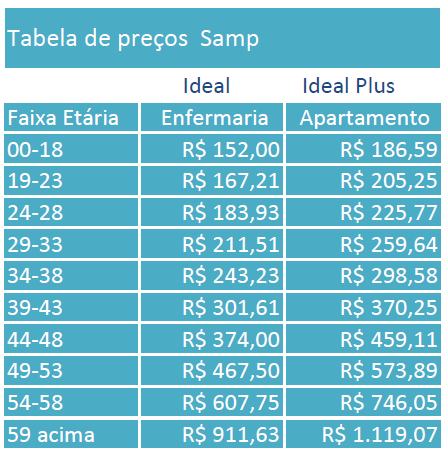 Tabela de preços Samp
Ideal Ideal Plus
Faixa Etária Enfermaria Apartamento
00-18 R$ 152,00 R$ 186,59
19-23 R$ 167,21 R$ 205,25
24-28 R$ 183,93 R$ 225,77
29-33 R$ 211,51 R$ 259,64
34-38 R$ 243,23 R$ 298,58
39-43 R$ 301,61 R$ 370,25
44-48 R$ 374,00 R$ 459,11
49-53 R$ 467,50 R$ 573,89
54-58 R$ 607,75 R$ 746,05
59 acima R$ 911,63 R$ 1.119,07